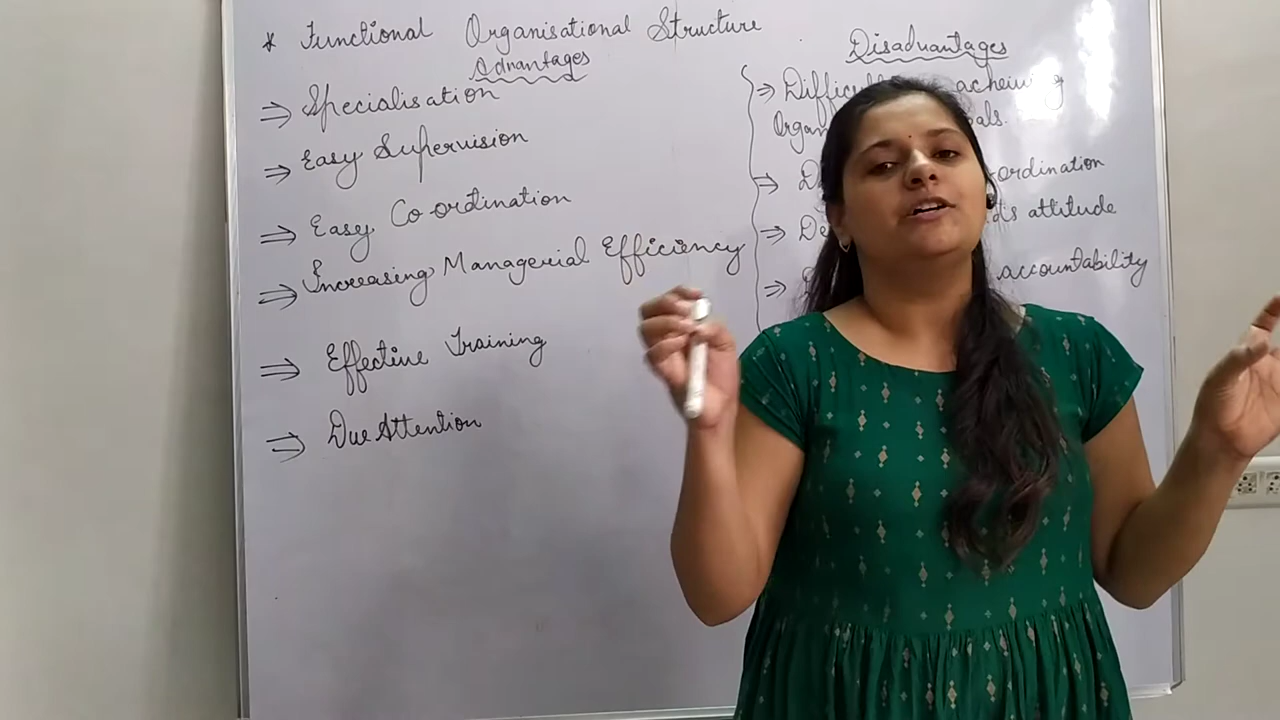 * Functional Organisational Structure
Advantages
⇒ Specialisation
⇒ Easy Supervision
⇒ Easy Co ordination
⇒ Increasing Managerial Efficiency
⇒ Effective Training
⇒ Due Attention
Disadvantages
⇒ acheiving
⇒ ordination
⇒ attitude
⇒ accountability